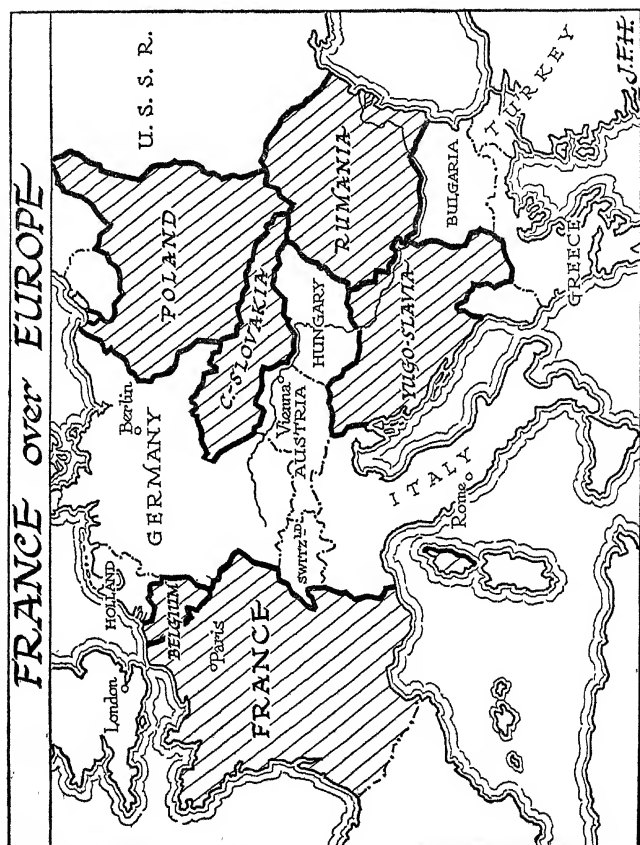 FRANCE over EUROPE
U. S. S. R.
POLAND
Berlin
GERMANY
HOLLAND
London
BELGIUM
Paris
FRANCE
C. SLOVAKIA
Vienna
AUSTRIA
SWITZLD.
HUNGARY
RUMANIA
YUGO-SLAVIA
BULGARIA
TURKEY
GREECE
ITALY
Rome
J.F.H.